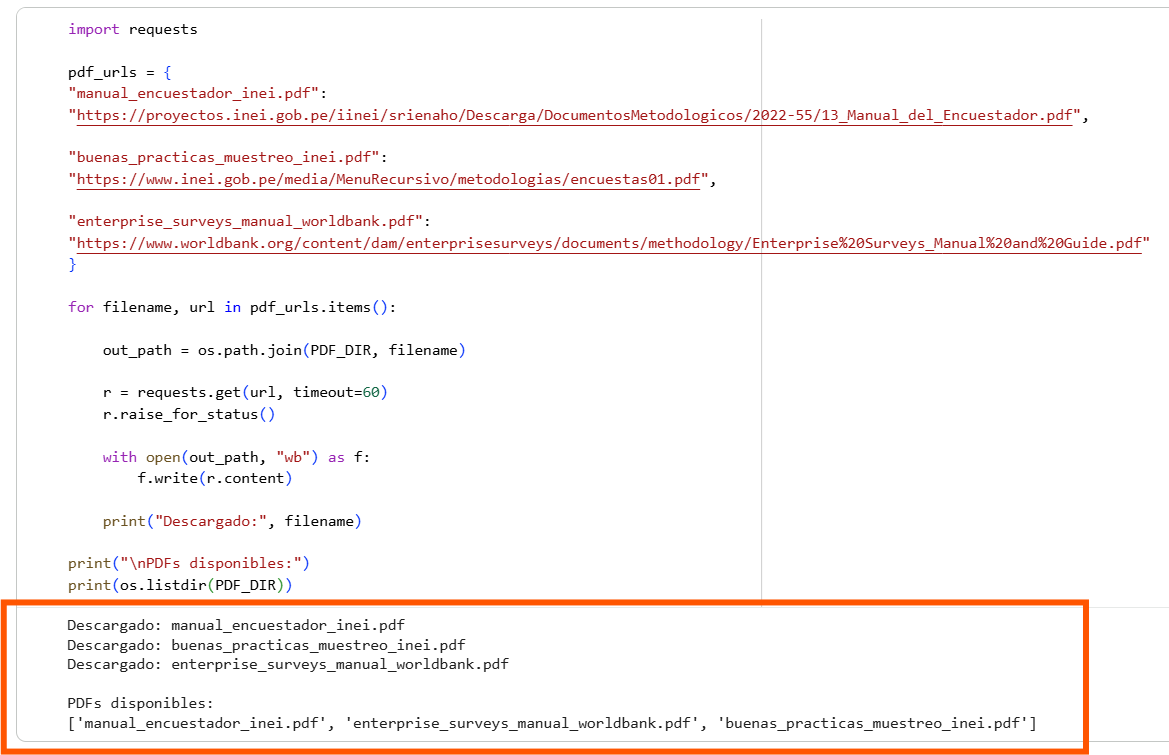 import requests
pdf_urls = {
"manual_encuestador_inei.pdf":
"https://proyectos.inei.gob.pe/iinei/srienaho/Descarga/DocumentosMetodologicos/2022-55/13_Manual_del_Encuestador.pdf",
"buenas_practicas_muestreo_inei.pdf":
"https://www.inei.gob.pe/media/MenuRecursivo/metodologias/encuestas01.pdf",
"enterprise_surveys_manual_worldbank.pdf":
"https://www.worldbank.org/content/dam/enterprisesurveys/documents/methodology/Enterprise%20Surveys_Manual%20and%20Guide.pdf"
}
for filename, url in pdf_urls.items():
    out_path = os.path.join(PDF_DIR, filename)
    r = requests.get(url, timeout=60)
    r.raise_for_status()
    with open(out_path, "wb") as f:
        f.write(r.content)
    print("Descargado:", filename)
print("\nPDFs disponibles:")
print(os.listdir(PDF_DIR))
Descargado: manual_encuestador_inei.pdf
Descargado: buenas_practicas_muestreo_inei.pdf
Descargado: enterprise_surveys_manual_worldbank.pdf
PDFs disponibles:
['manual_encuestador_inei.pdf', 'enterprise_surveys_manual_worldbank.pdf', 'buenas_practicas_muestreo_inei.pdf']